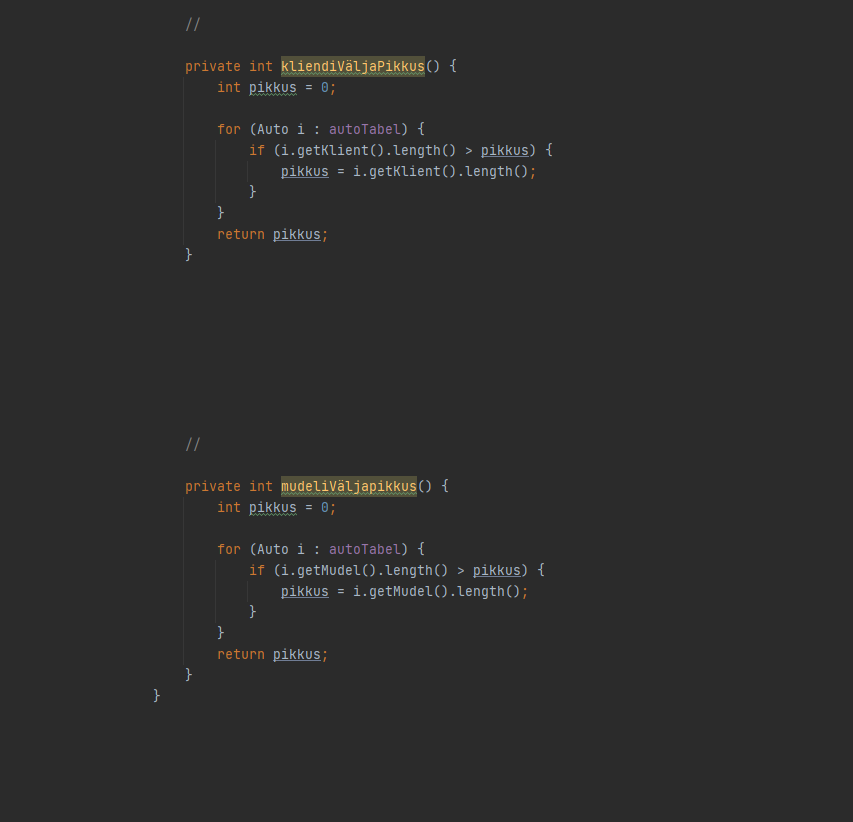 //
private int kliendiVäljaPikkus() {
int pikkus = 0;
for (Auto i : autoTabel) {
if (i.getKlient().length() > pikkus) {
pikkus = i.getKlient().length();
}
}
return pikkus;
}
//
private int mudeliVäljapikkus() {
int pikkus = 0;
for (Auto i : autoTabel) {
if (i.getMudel().length() > pikkus) {
pikkus = i.getMudel().length();
}
}
return pikkus;
}
}